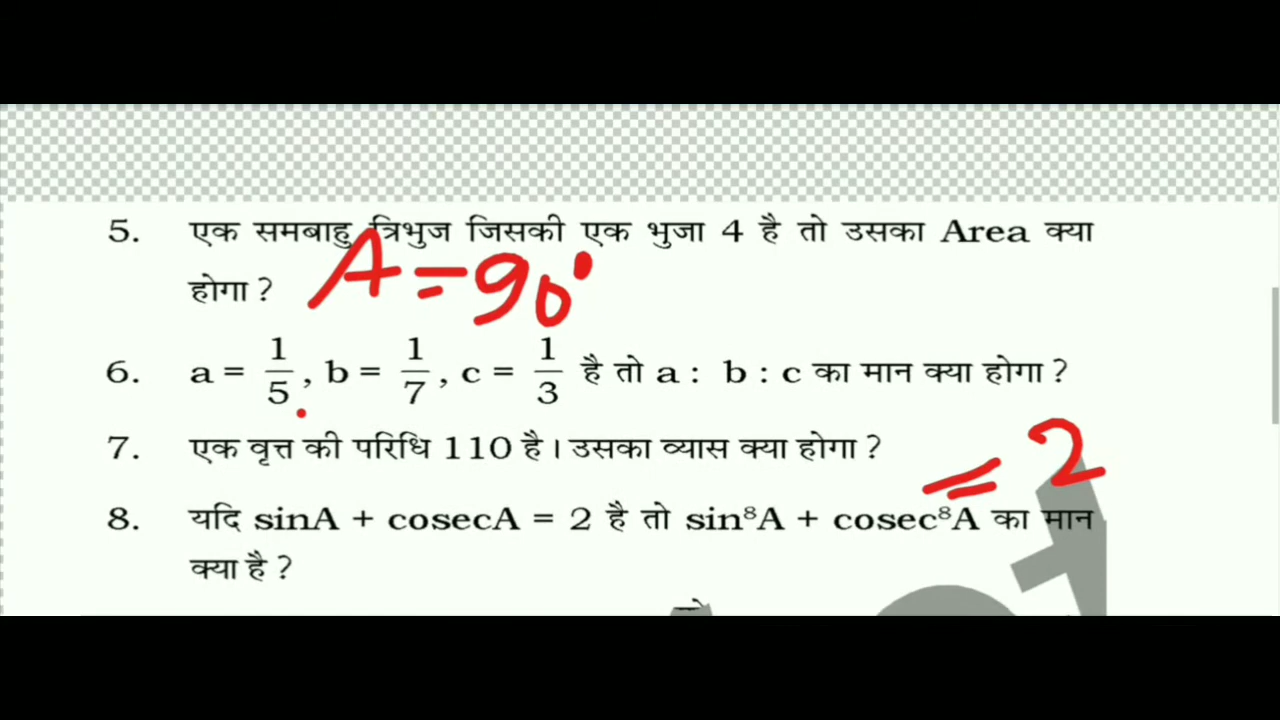 5. एक समबाहु त्रिभुज जिसकी एक भुजा 4 है तो उसका Area क्या
होगा ?
A = 90°
6. a = 1/5, b = 1/7, c = 1/3 है तो a : b : c का मान क्या होगा ?
7. एक वृत्त की परिधि 110 है। उसका व्यास क्या होगा ?
= 2
8. यदि sinA + cosecA = 2 है तो sin⁸A + cosec⁸A का मान
क्या है ?